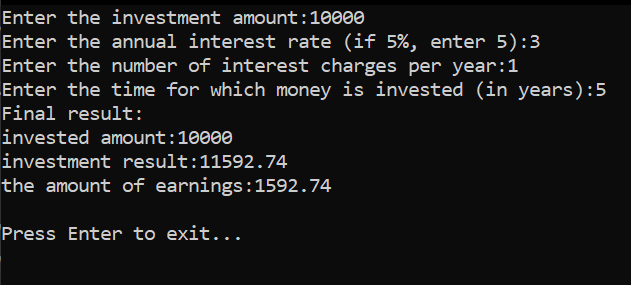 Enter the investment amount:10000
Enter the annual interest rate (if 5%, enter 5):3
Enter the number of interest charges per year:1
Enter the time for which money is invested (in years):5
Final result:
invested amount:10000
investment result:11592.74
the amount of earnings:1592.74
Press Enter to exit...